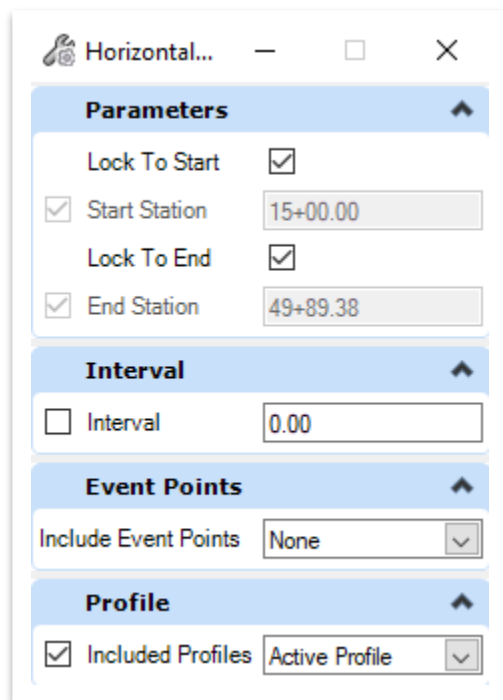 Horizontal...
Parameters
Lock To Start
Start Station 15+00.00
Lock To End
End Station 49+89.38
Interval
Interval 0.00
Event Points
Include Event Points None
Profile
Included Profiles Active Profile